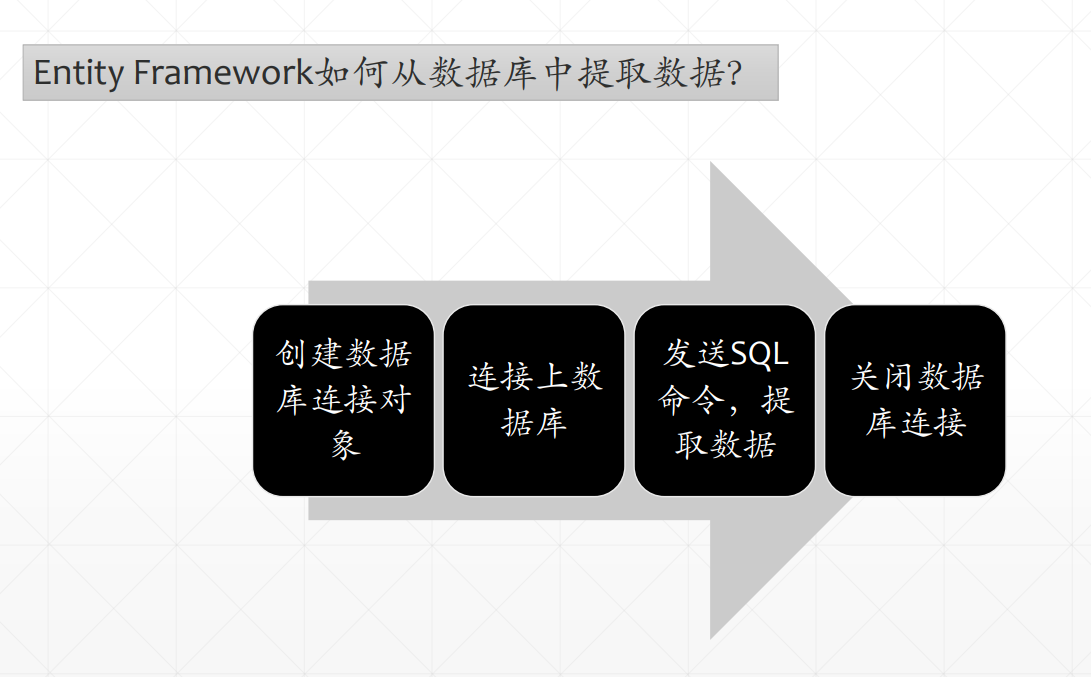 Entity Framework如何从数据库中提取数据?
创建数据
库连接对
象
连接上数
据库
发送SQL
命令，提
取数据
关闭数据
库连接